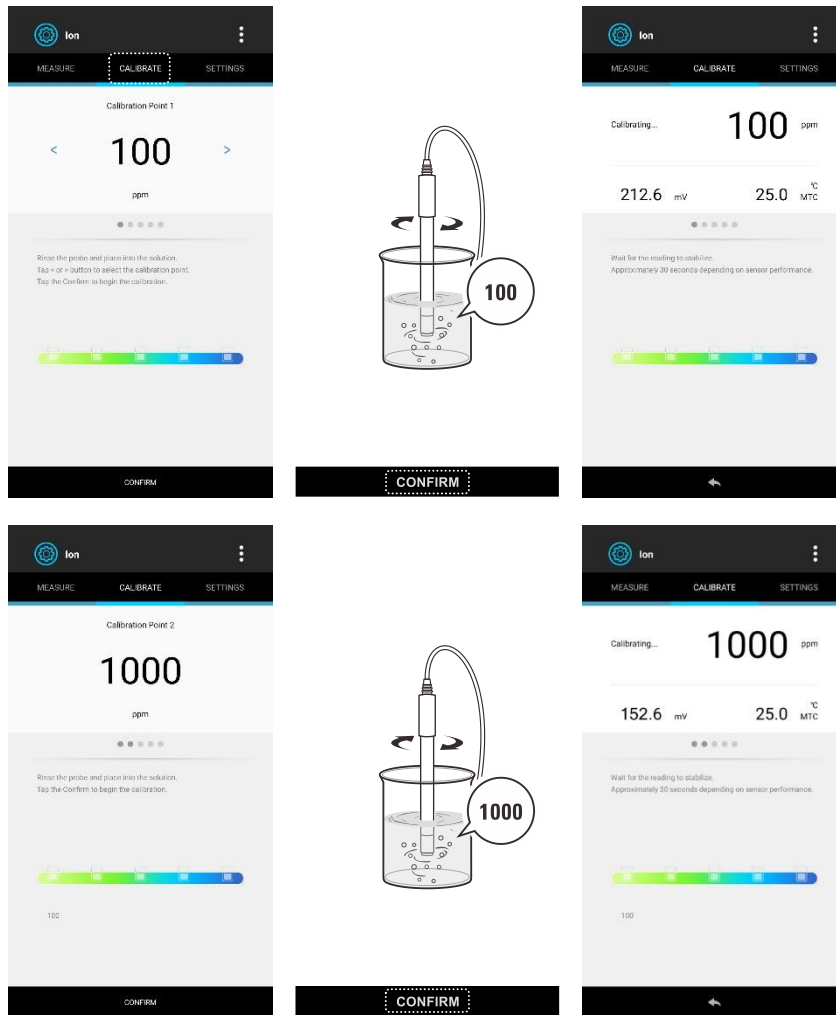 Ion
MEASURE CALIBRATE SETTINGS
Calibration Point 1
< 100 >
ppm
Rinse the probe and place into the solution.
Tap < or > button to select the calibration point.
Tap the Confirm to begin the calibration.
CONFIRM
100
CONFIRM
Ion
MEASURE CALIBRATE SETTINGS
Calibrating... 100 ppm
212.6 mV 25.0 °C MTC
Wait for the reading to stabilize.
Approximately 30 seconds depending on sensor performance.
Ion
MEASURE CALIBRATE SETTINGS
Calibration Point 2
1000
ppm
Rinse the probe and place into the solution.
Tap the Confirm to begin the calibration.
100
CONFIRM
1000
CONFIRM
Ion
MEASURE CALIBRATE SETTINGS
Calibrating... 1000 ppm
152.6 mV 25.0 °C MTC
Wait for the reading to stabilize.
Approximately 30 seconds depending on sensor performance.
100